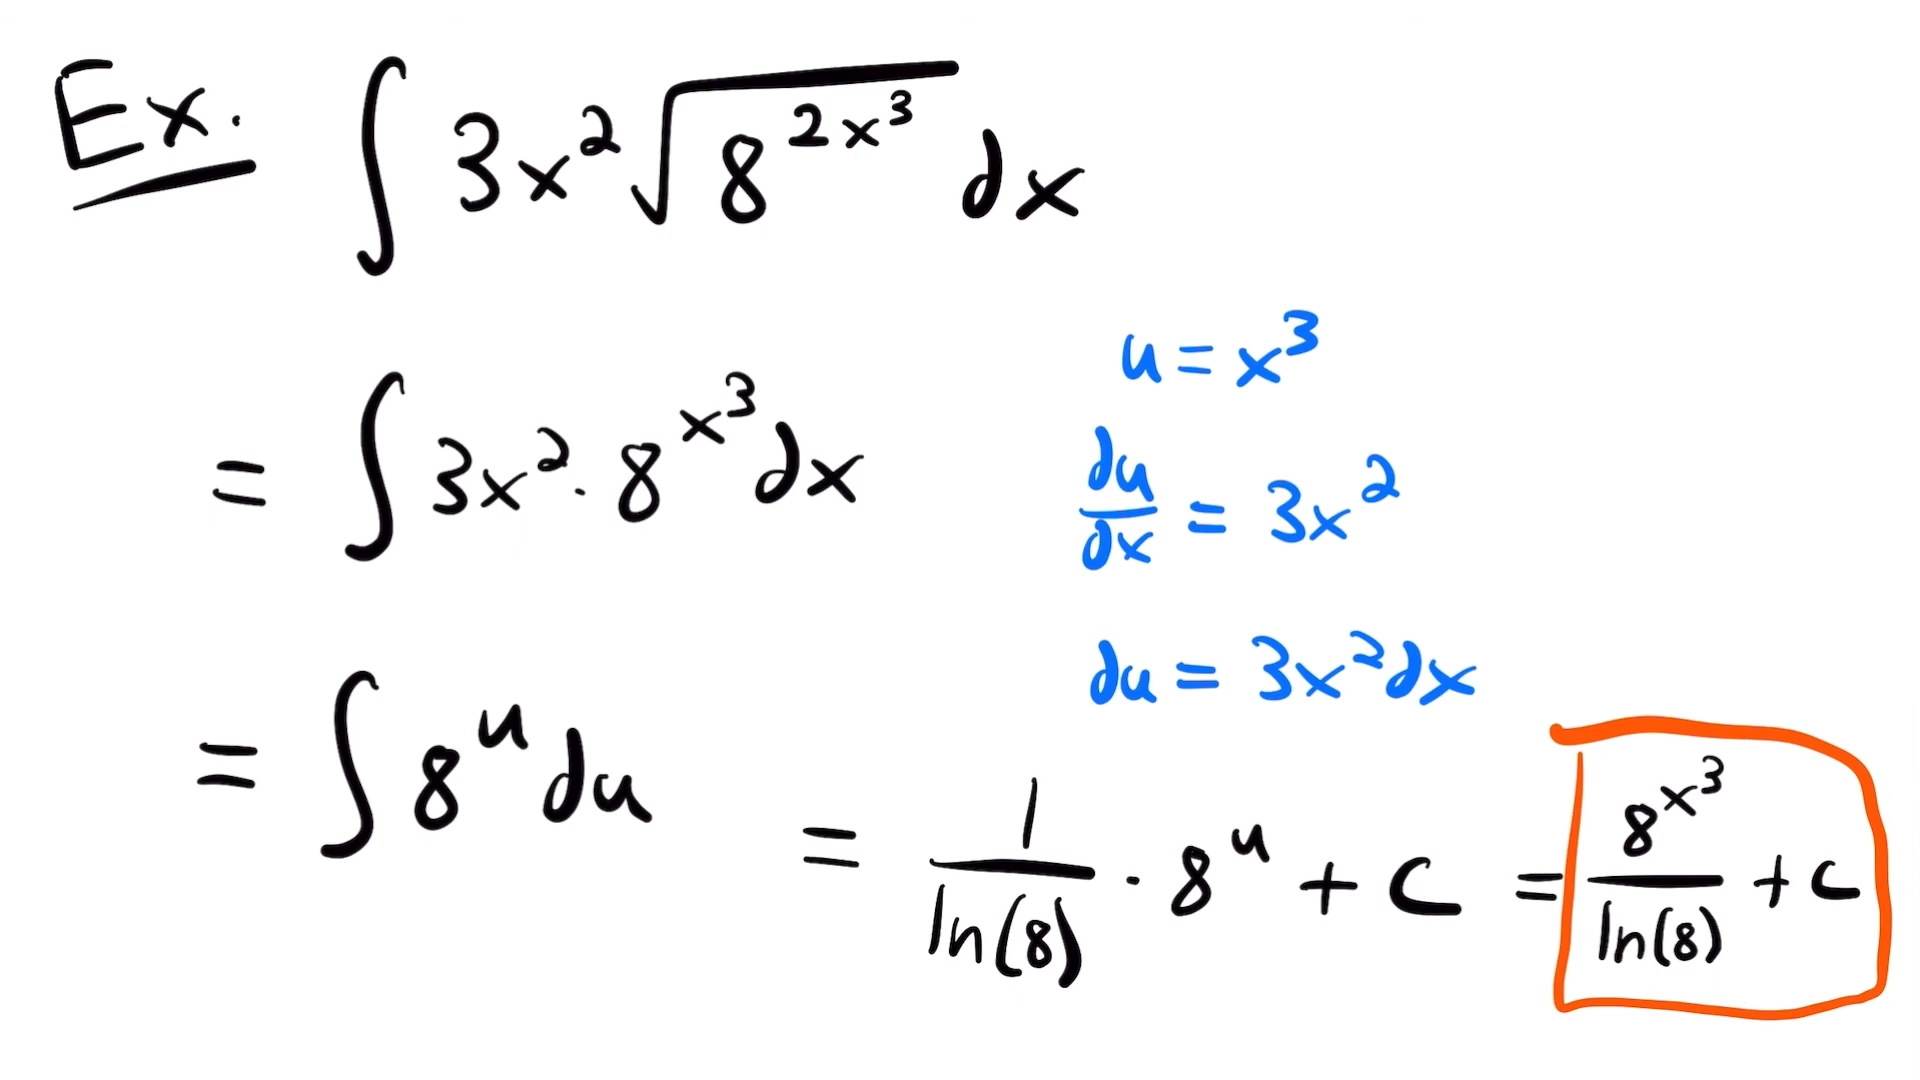 Ex. ∫ 3x²√(8^(2x³)) dx
= ∫ 3x² · 8^(x³) dx
u = x³
du/dx = 3x²
du = 3x² dx
= ∫ 8^u du
= 1/ln(8) · 8^u + C = 8^(x³)/ln(8) + C